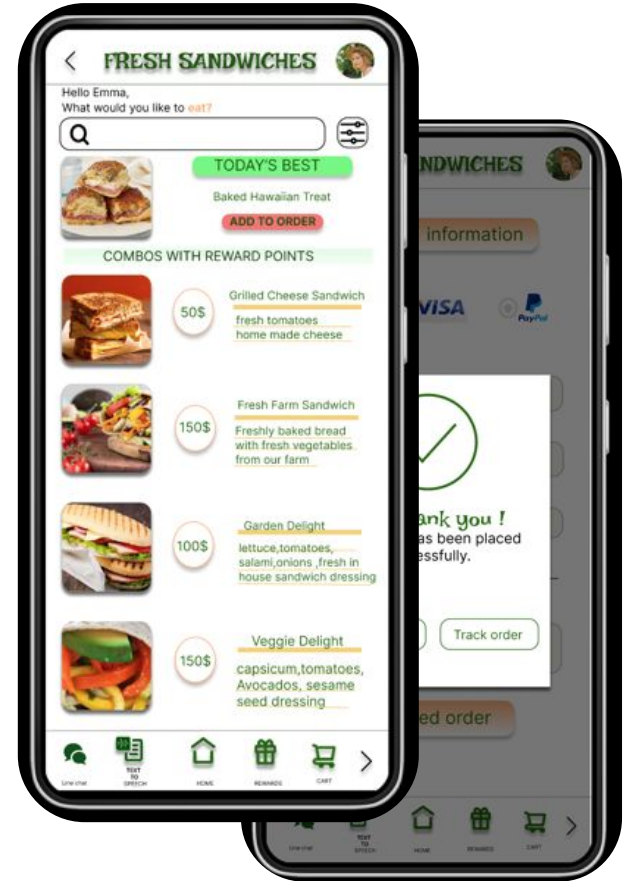 FRESH SANDWICHES
Hello Emma,
What would you like to eat?
TODAY'S BEST
Baked Hawaiian Treat
ADD TO ORDER
COMBOS WITH REWARD POINTS
50$
Grilled Cheese Sandwich
fresh tomatoes
home made cheese
150$
Fresh Farm Sandwich
Freshly baked bread
with fresh vegetables
from our farm
100$
Garden Delight
lettuce,tomatoes,
salami,onions ,fresh in
house sandwich dressing
150$
Veggie Delight
capsicum,tomatoes,
Avocados, sesame
seed dressing
Live chat
TEXT
TO
SPEECH
HOME
REWARDS
CART
NDWICHES
information
VISA
PayPal
ank you !
as been placed
essfully.
Track order
ed order
Live chat
TEXT
TO
SPEECH
HOME
REWARDS
CART